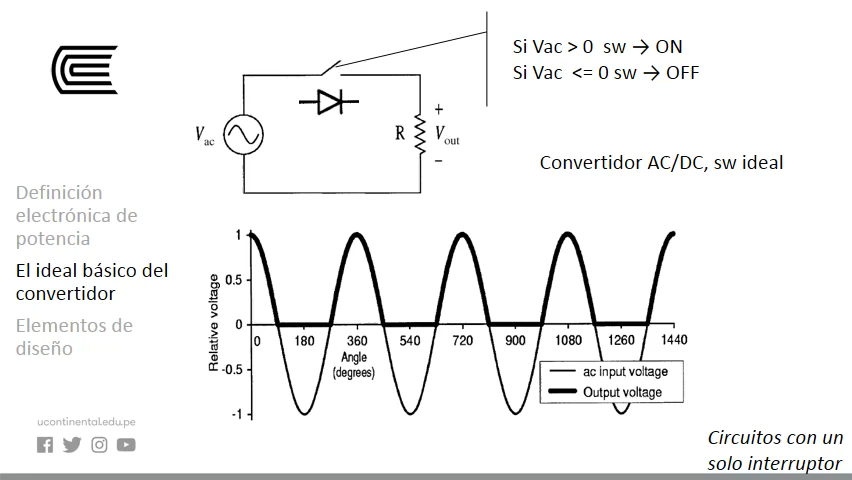 Si Vac > 0 sw → ON
Si Vac <= 0 sw → OFF
Vac
R
+
Vout
−
Convertidor AC/DC, sw ideal
Definición
electrónica de
potencia
El ideal básico del
convertidor
Elementos de
diseño
ucontinental.edu.pe
Relative voltage
1
0.5
0
-0.5
-1
0 180 360 540 720 900 1080 1260 1440
Angle
(degrees)
ac input voltage
Output voltage
Circuitos con un
solo interruptor